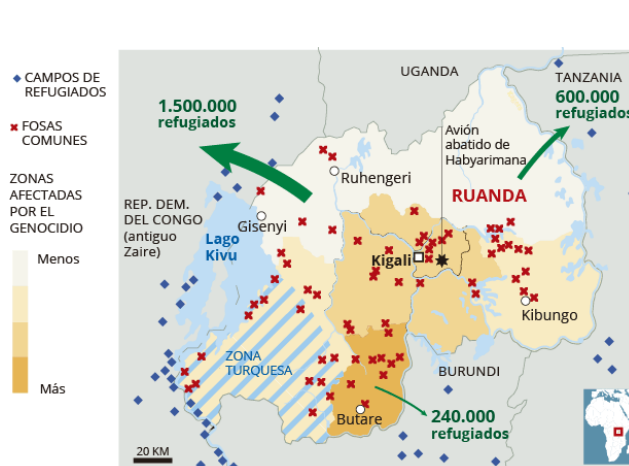 CAMPOS DE
REFUGIADOS
FOSAS
COMUNES
ZONAS
AFECTADAS
POR EL
GENOCIDIO
Menos
Más
UGANDA
TANZANIA
1.500.000
refugiados
600.000
refugiados
Avión
abatido de
Habyarimana
Ruhengeri
RUANDA
REP. DEM.
DEL CONGO
(antiguo
Zaire)
Gisenyi
Lago
Kivu
Kigali
Kibungo
ZONA
TURQUESA
BURUNDI
Butare
240.000
refugiados
20 KM